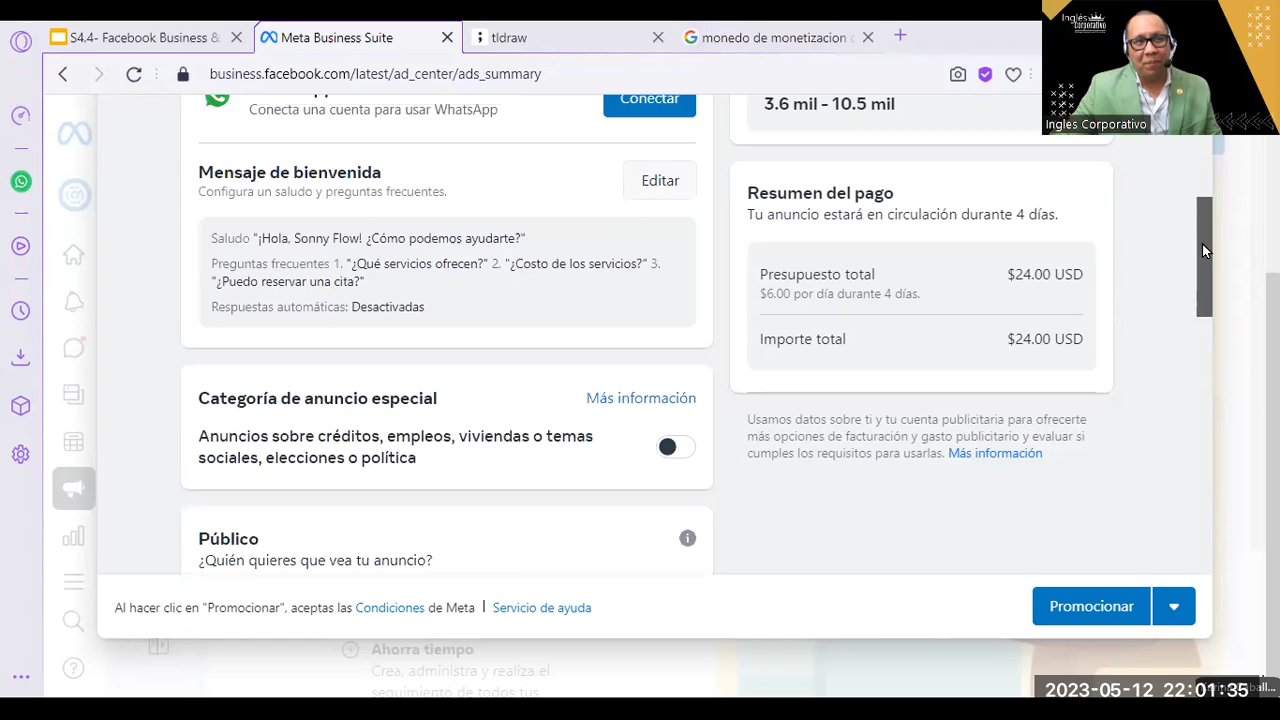 S4.4- Facebook Business &
Meta Business Suite
tldraw
monedo de monetizacion
business.facebook.com/latest/ad_center/ads_summary
Inglés
corporativo
Ingles Corporativo
Conecta una cuenta para usar WhatsApp
Conectar
Mensaje de bienvenida
Configura un saludo y preguntas frecuentes.
Editar
Saludo "¡Hola, Sonny Flow! ¿Cómo podemos ayudarte?"
Preguntas frecuentes 1. "¿Qué servicios ofrecen?" 2. "¿Costo de los servicios?" 3.
"¿Puedo reservar una cita?"
Respuestas automáticas: Desactivadas
Categoría de anuncio especial
Más información
Anuncios sobre créditos, empleos, viviendas o temas
sociales, elecciones o política
Público
¿Quién quieres que vea tu anuncio?
3.6 mil - 10.5 mil
Resumen del pago
Tu anuncio estará en circulación durante 4 días.
Presupuesto total $24.00 USD
$6.00 por día durante 4 días.
Importe total $24.00 USD
Usamos datos sobre ti y tu cuenta publicitaria para ofrecerte
más opciones de facturación y gasto publicitario y evaluar si
cumples los requisitos para usarlas. Más información
Al hacer clic en "Promocionar", aceptas las Condiciones de Meta | Servicio de ayuda
Promocionar
Ahorra tiempo
Crea, administra y realiza el
seguimiento de todos tus
2023-05-12 22:01:35